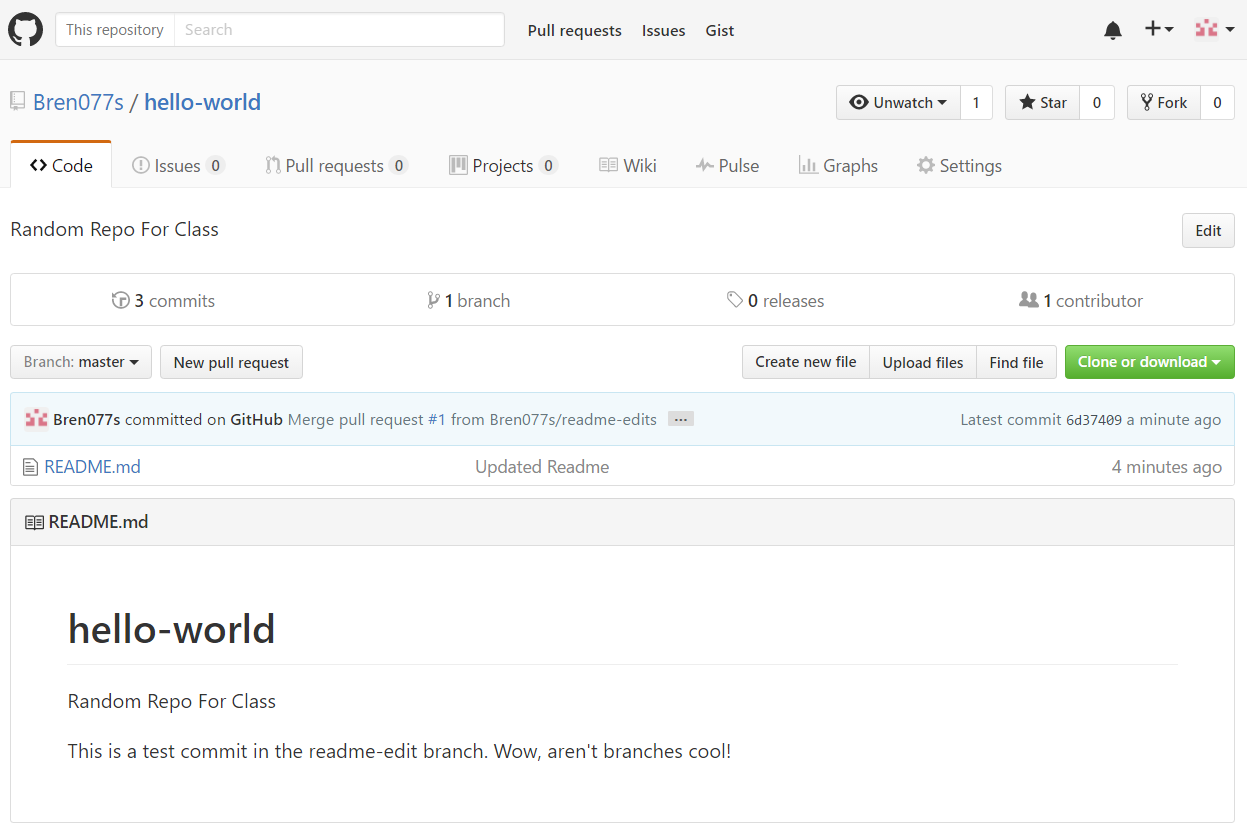 This repository Search Pull requests Issues Gist
Bren077s / hello-world Unwatch 1 Star 0 Fork 0
Code Issues 0 Pull requests 0 Projects 0 Wiki Pulse Graphs Settings
Random Repo For Class Edit
3 commits 1 branch 0 releases 1 contributor
Branch: master New pull request Create new file Upload files Find file Clone or download
Bren077s committed on GitHub Merge pull request #1 from Bren077s/readme-edits ... Latest commit 6d37409 a minute ago
README.md Updated Readme 4 minutes ago
README.md
hello-world
Random Repo For Class
This is a test commit in the readme-edit branch. Wow, aren't branches cool!